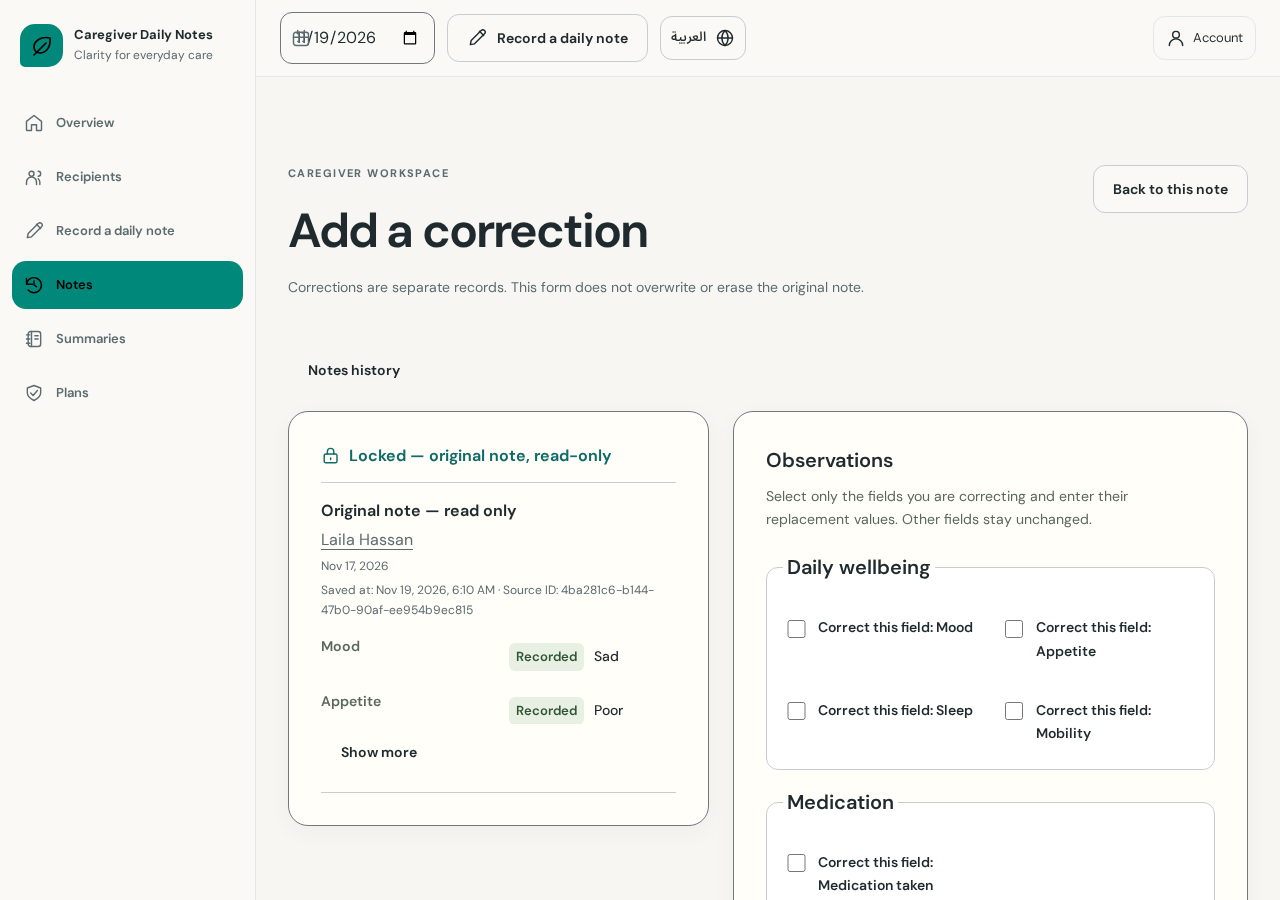 Caregiver Daily Notes
Clarity for everyday care
Overview
Recipients
Record a daily note
Notes
Summaries
Plans
/19/2026
Record a daily note
العربية
Account
CAREGIVER WORKSPACE
Back to this note
Add a correction
Corrections are separate records. This form does not overwrite or erase the original note.
Notes history
Locked — original note, read-only
Original note — read only
Laila Hassan
Nov 17, 2026
Saved at: Nov 19, 2026, 6:10 AM · Source ID: 4ba281c6-b144-
47b0-90af-ee954b9ec815
Mood
Recorded Sad
Appetite
Recorded Poor
Show more
Observations
Select only the fields you are correcting and enter their
replacement values. Other fields stay unchanged.
Daily wellbeing
Correct this field: Mood
Correct this field:
Appetite
Correct this field: Sleep
Correct this field:
Mobility
Medication
Correct this field:
Medication taken